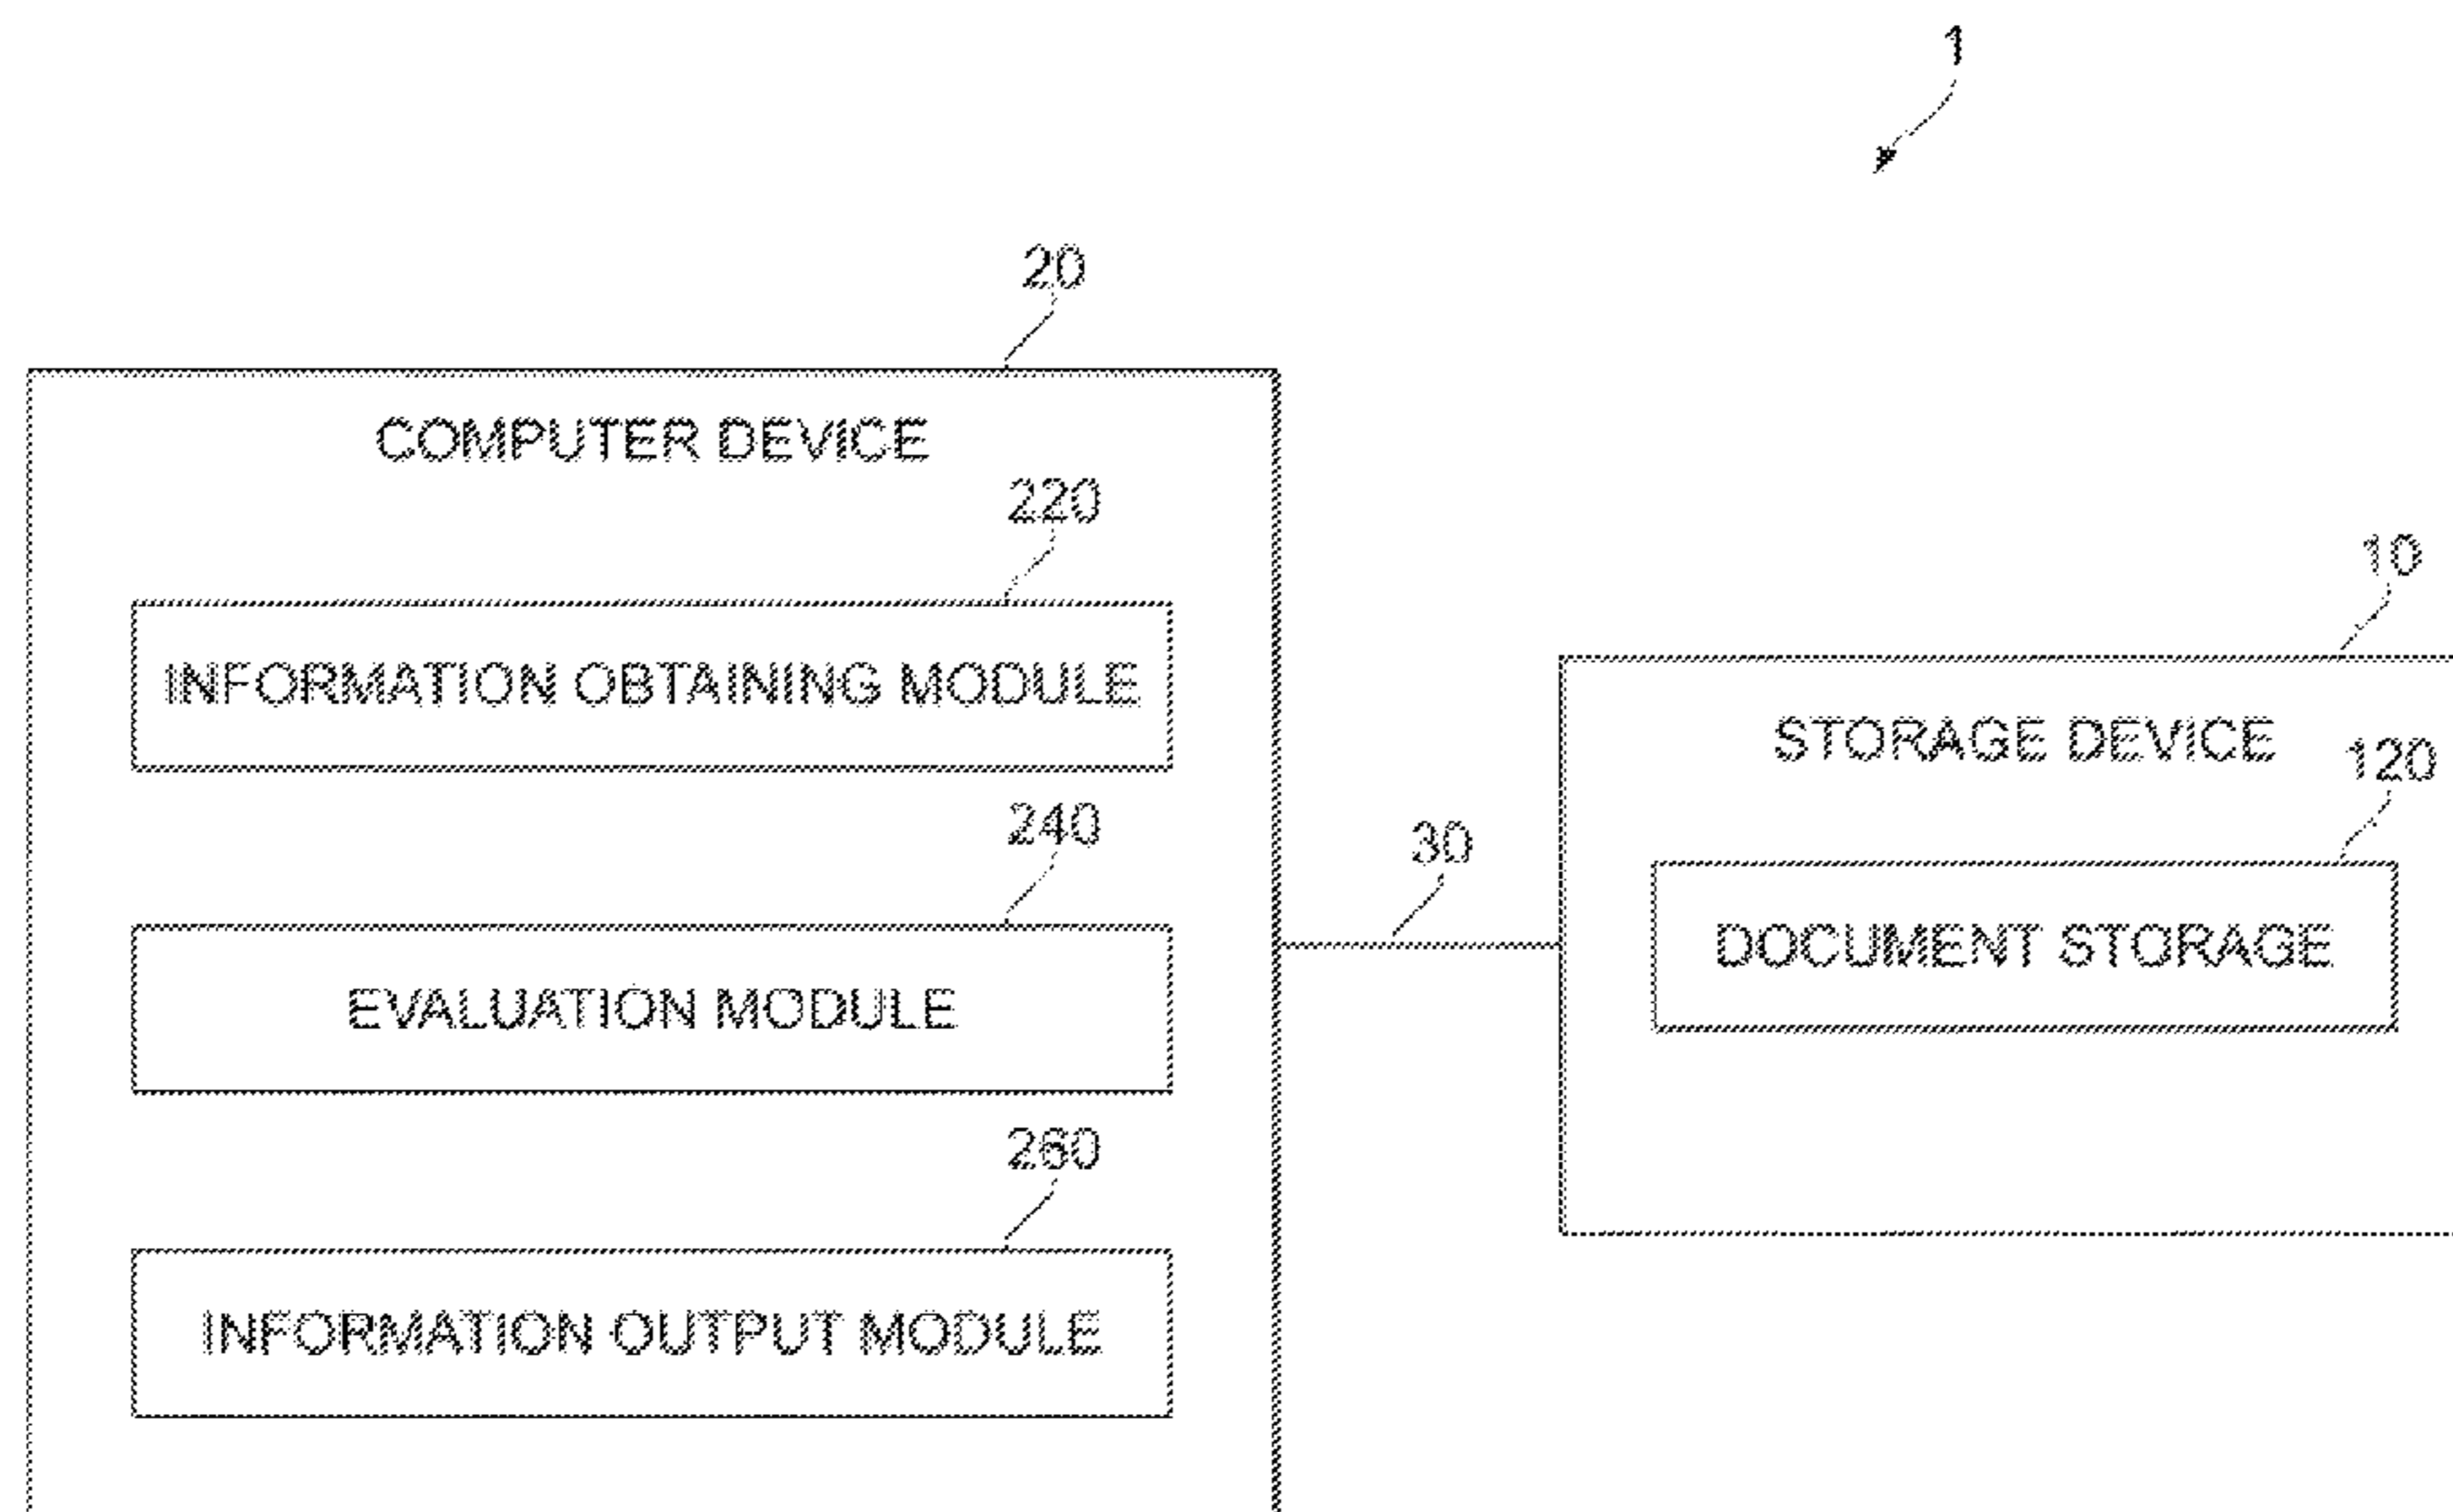 1
20
COMPUTER DEVICE
220
INFORMATION OBTAINING MODULE
240
EVALUATION MODULE
260
INFORMATION OUTPUT MODULE
30
10
STORAGE DEVICE
120
DOCUMENT STORAGE